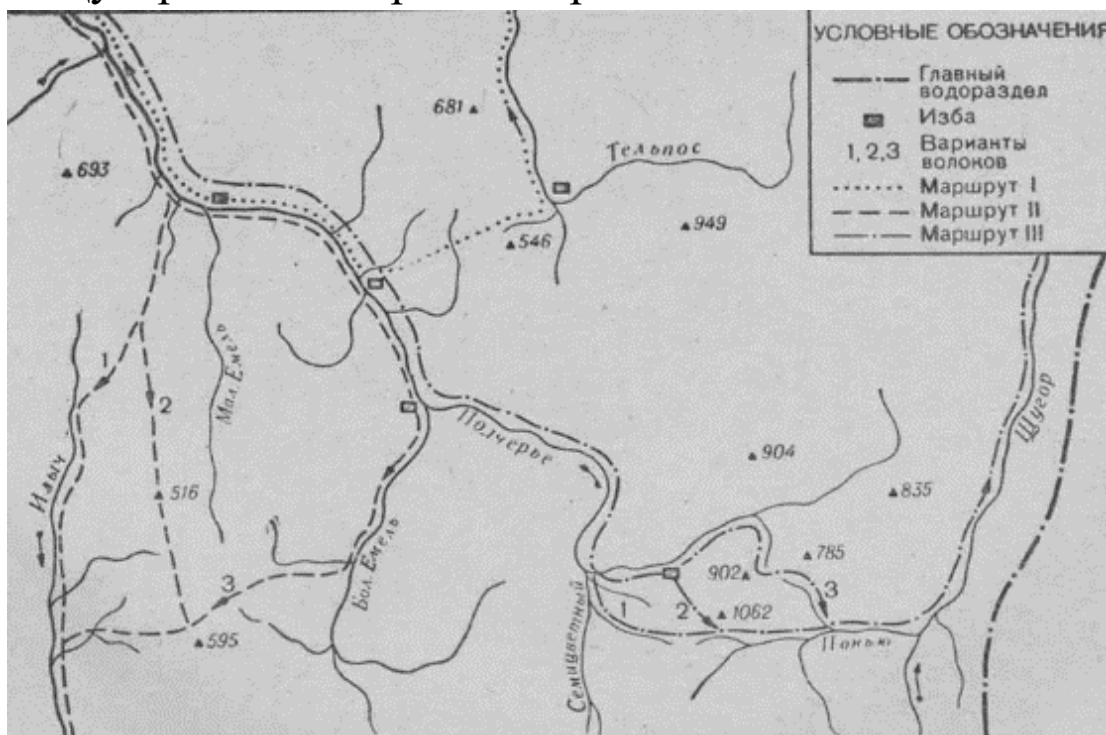 УСЛОВНЫЕ ОБОЗНАЧЕНИЯ
Главный
водораздел
Изба
1, 2, 3 Варианты
волоков
Маршрут I
Маршрут II
Маршрут III
681
Тельпос
693
949
546
Мал. Емель
1
2
Подчерье
Щугор
Илыч
904
516
835
Бол. Емель
785
902
3
3
1
2
1062
595
Семицветный
Понью